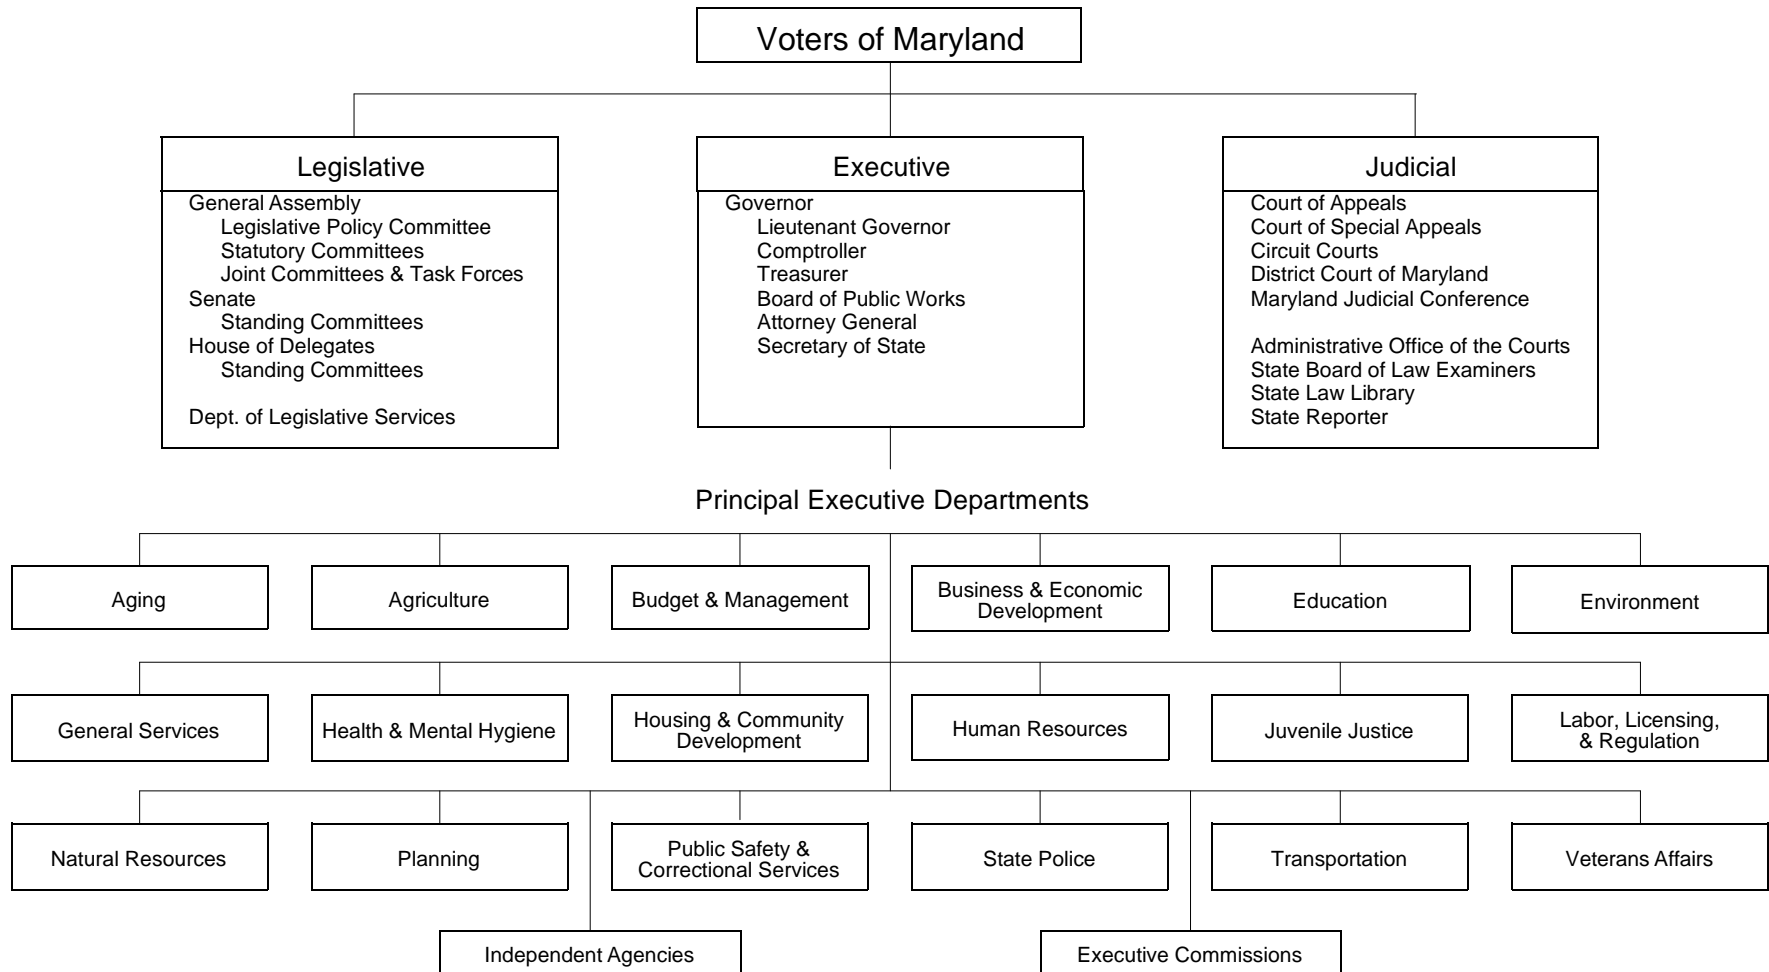 Voters of Maryland
Legislative
General Assembly
Legislative Policy Committee
Statutory Committees
Joint Committees & Task Forces
Senate
Standing Committees
House of Delegates
Standing Committees
Dept. of Legislative Services
Executive
Governor
Lieutenant Governor
Comptroller
Treasurer
Board of Public Works
Attorney General
Secretary of State
Judicial
Court of Appeals
Court of Special Appeals
Circuit Courts
District Court of Maryland
Maryland Judicial Conference
Administrative Office of the Courts
State Board of Law Examiners
State Law Library
State Reporter
Principal Executive Departments
Aging
Agriculture
Budget & Management
Business & Economic
Development
Education
Environment
General Services
Health & Mental Hygiene
Housing & Community
Development
Human Resources
Juvenile Justice
Labor, Licensing,
& Regulation
Natural Resources
Planning
Public Safety &
Correctional Services
State Police
Transportation
Veterans Affairs
Independent Agencies
Executive Commissions